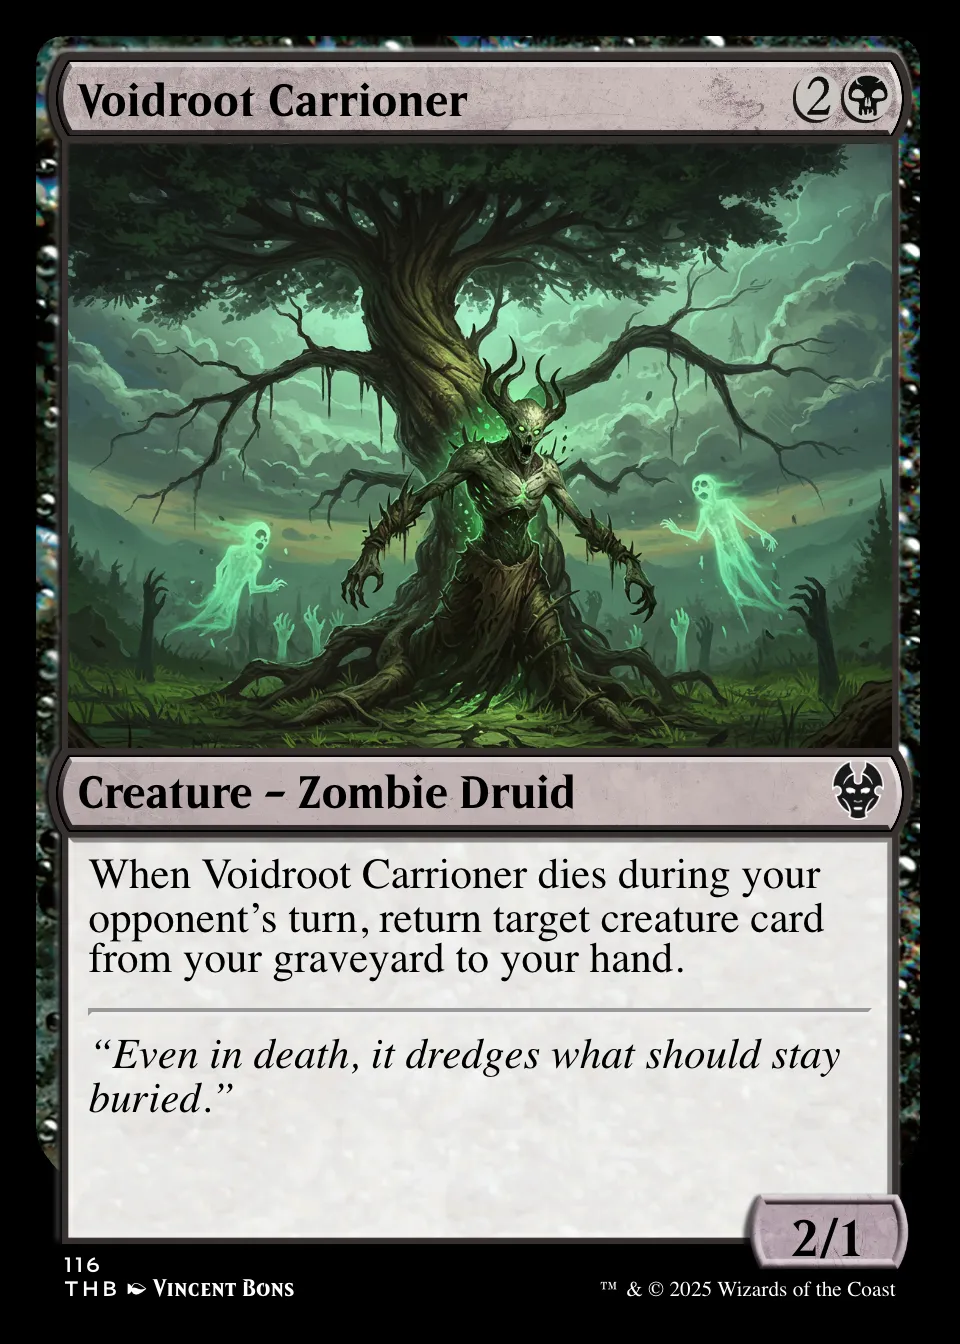 Voidroot Carrioner
2
Creature – Zombie Druid
When Voidroot Carrioner dies during your
opponent’s turn, return target creature card
from your graveyard to your hand.
“Even in death, it dredges what should stay
buried.”
2/1
116
THB Vincent Bons
™ & © 2025 Wizards of the Coast